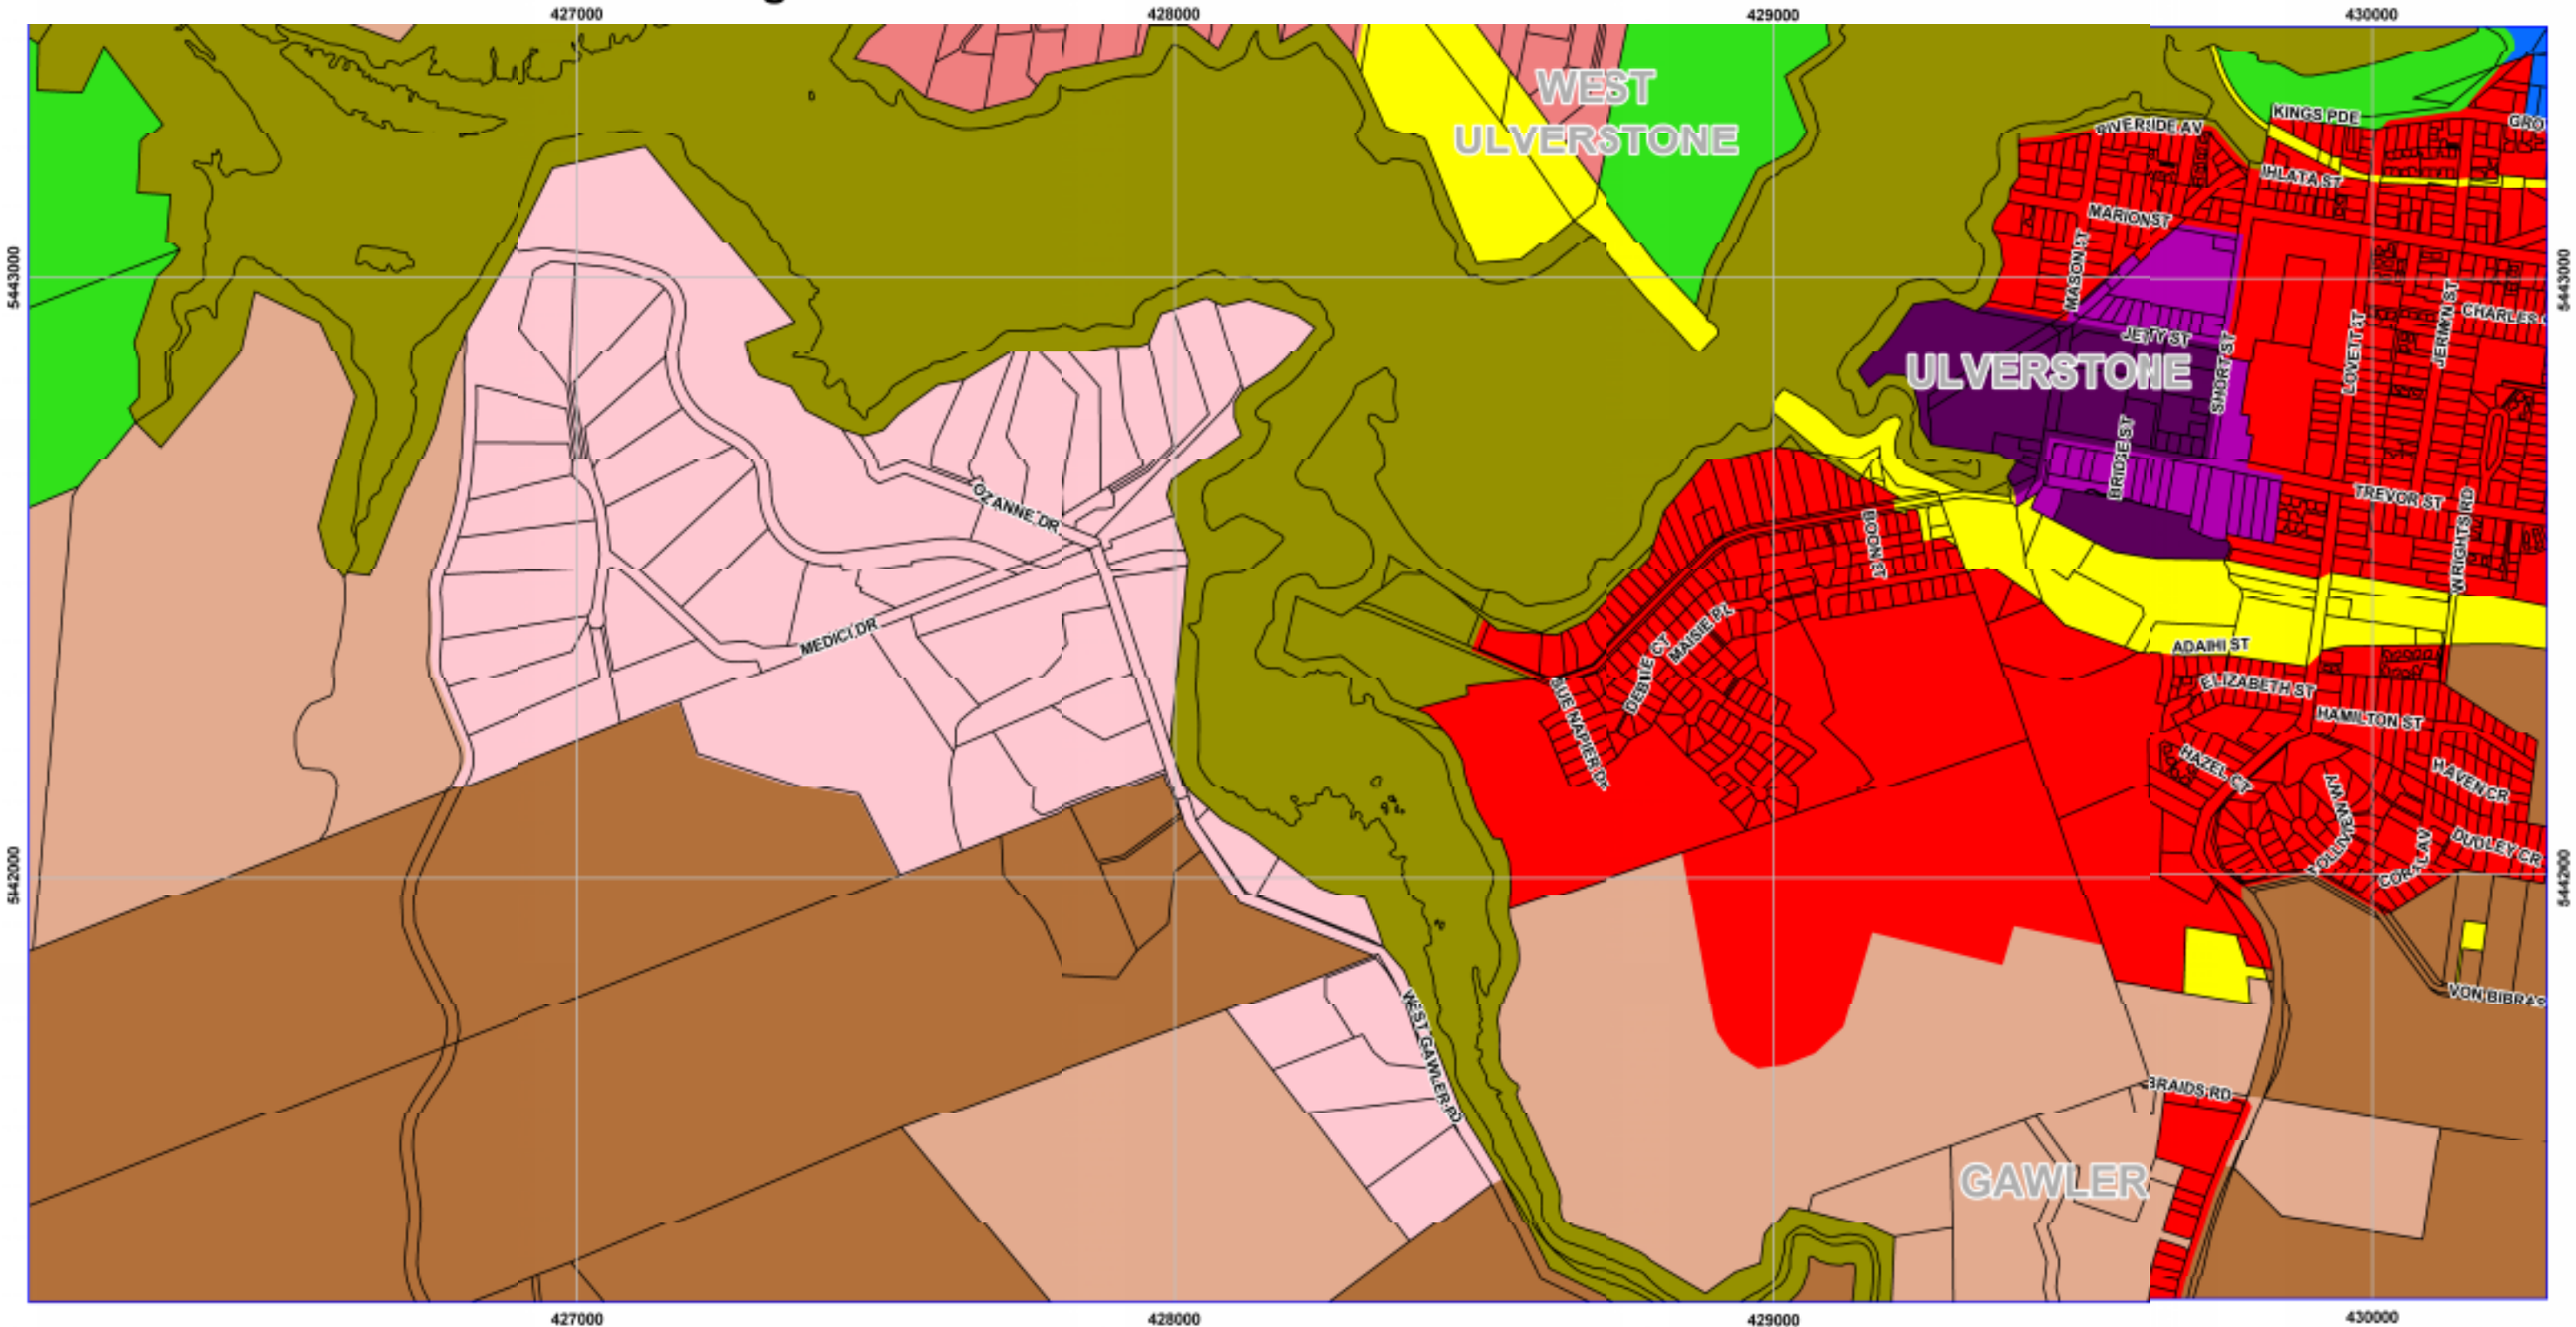 427000
428000
429000
430000
WEST
ULVERSTONE
KINGS PDE
GRO
RIVERSIDE AV
IHLATA ST
MARION ST
5443000
5443000
MASON ST
JETTY ST
SHORT ST
LOVETT ST
JERMYN ST
CHARLES
ULVERSTONE
BRIDGE ST
TREVOR ST
WRIGHTS RD
OZANNE DR
BOON ST
MEDICI DR
DEBBIE CT
MAISIE PL
SUE NAPIER DR
ADAIHI ST
ELIZABETH ST
HAMILTON ST
HAZEL CT
HAVEN CR
DUDLEY CR
5442000
5442000
VON BIBRAS
WEST GAWLER RD
BRAIDS RD
GAWLER
427000
428000
429000
430000